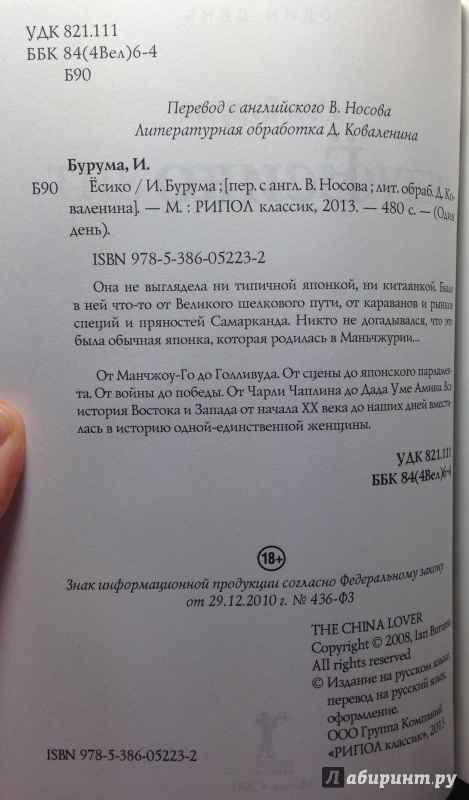 УДК 821.111
ББК 84(4Вел)6-4
Б90
Перевод с английского В. Носова
Литературная обработка Д. Коваленина
Бурума, И.
Б90 Ёсико / И. Бурума ; [пер. с англ. В. Носова ; лит. обраб. Д. Ко-
валенина]. — М. : РИПОЛ классик, 2013. — 480 с. — (Один
день).
ISBN 978-5-386-05223-2
Она не выглядела ни типичной японкой, ни китаянкой. Было
в ней что-то от Великого шелкового пути, от караванов и рынков
специй и пряностей Самарканда. Никто не догадывался, что это
была обычная японка, которая родилась в Маньчжурии...
От Манчжоу-Го до Голливуда. От сцены до японского парламен-
та. От войны до победы. От Чарли Чаплина до Дада Уме Амина. Вся
история Востока и Запада от начала XX века до наших дней вмести-
лась в историю одной-единственной женщины.
УДК 821.111
ББК 84(4Вел)6-4
18+
Знак информационной продукции согласно Федеральному закону
от 29.12.2010 г. № 436-ФЗ
THE CHINA LOVER
Copyright © 2008, Ian Buruma
All rights reserved
© Издание на русском языке,
перевод на русский язык,
оформление.
ООО Группа Компаний
«РИПОЛ классик», 2013
ISBN 978-5-386-05223-2
Лабиринт.ру